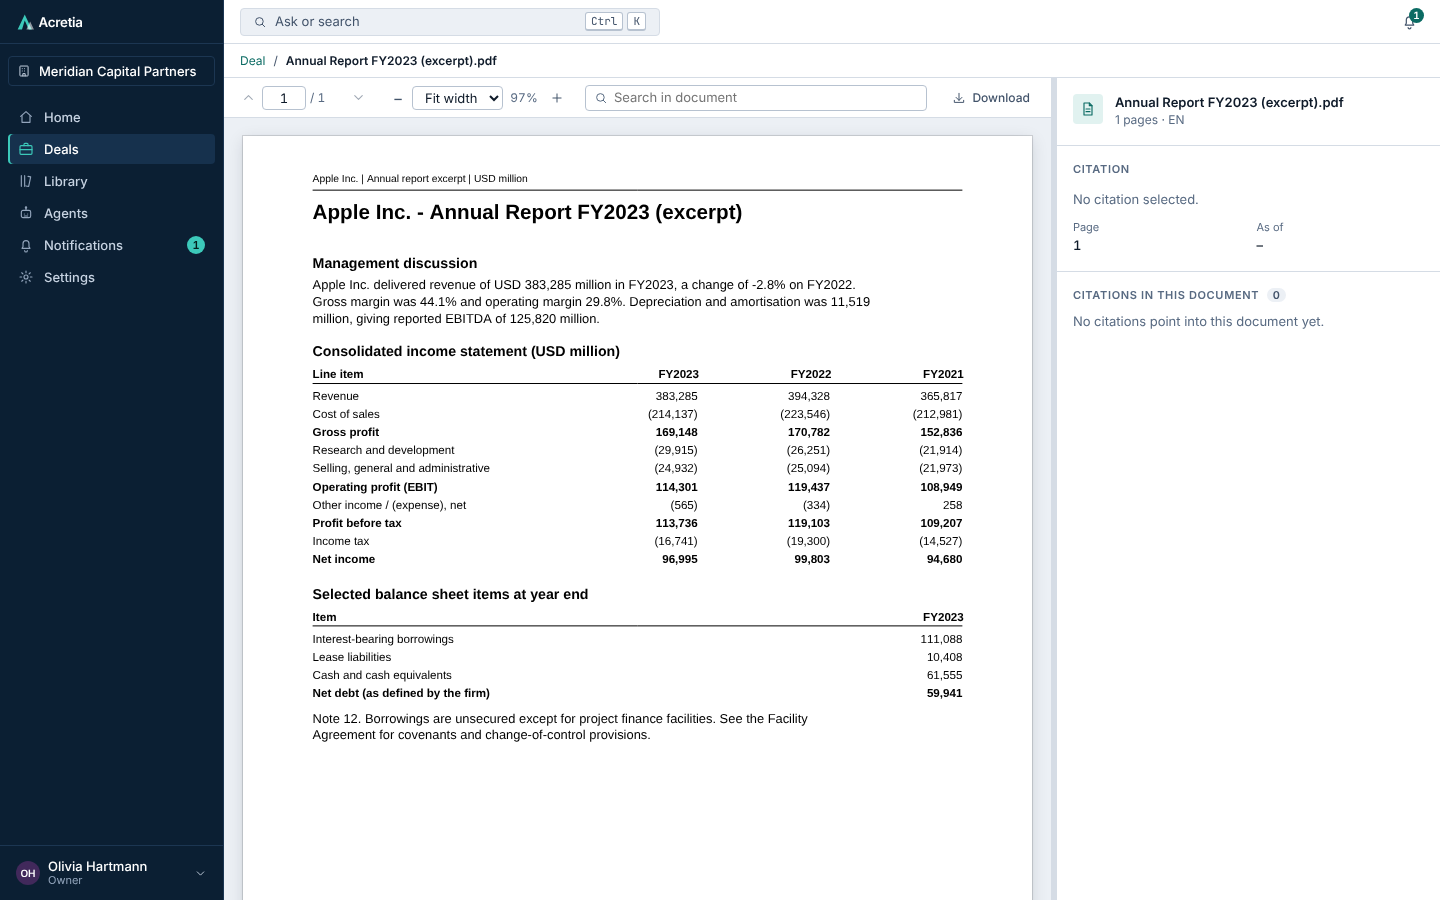 Acretia
Meridian Capital Partners
Home
Deals
Library
Agents
Notifications 1
Settings
Olivia Hartmann
OH
Owner
Ask or search Ctrl K
1
Deal / Annual Report FY2023 (excerpt).pdf
1 / 1 – Fit width 97% + Search in document Download
Apple Inc. | Annual report excerpt | USD million
Apple Inc. - Annual Report FY2023 (excerpt)
Management discussion
Apple Inc. delivered revenue of USD 383,285 million in FY2023, a change of -2.8% on FY2022.
Gross margin was 44.1% and operating margin 29.8%. Depreciation and amortisation was 11,519
million, giving reported EBITDA of 125,820 million.
Consolidated income statement (USD million)
Line item FY2023 FY2022 FY2021
Revenue 383,285 394,328 365,817
Cost of sales (214,137) (223,546) (212,981)
Gross profit 169,148 170,782 152,836
Research and development (29,915) (26,251) (21,914)
Selling, general and administrative (24,932) (25,094) (21,973)
Operating profit (EBIT) 114,301 119,437 108,949
Other income / (expense), net (565) (334) 258
Profit before tax 113,736 119,103 109,207
Income tax (16,741) (19,300) (14,527)
Net income 96,995 99,803 94,680
Selected balance sheet items at year end
Item FY2023
Interest-bearing borrowings 111,088
Lease liabilities 10,408
Cash and cash equivalents 61,555
Net debt (as defined by the firm) 59,941
Note 12. Borrowings are unsecured except for project finance facilities. See the Facility
Agreement for covenants and change-of-control provisions.
Annual Report FY2023 (excerpt).pdf
1 pages · EN
CITATION
No citation selected.
Page As of
1 –
CITATIONS IN THIS DOCUMENT 0
No citations point into this document yet.